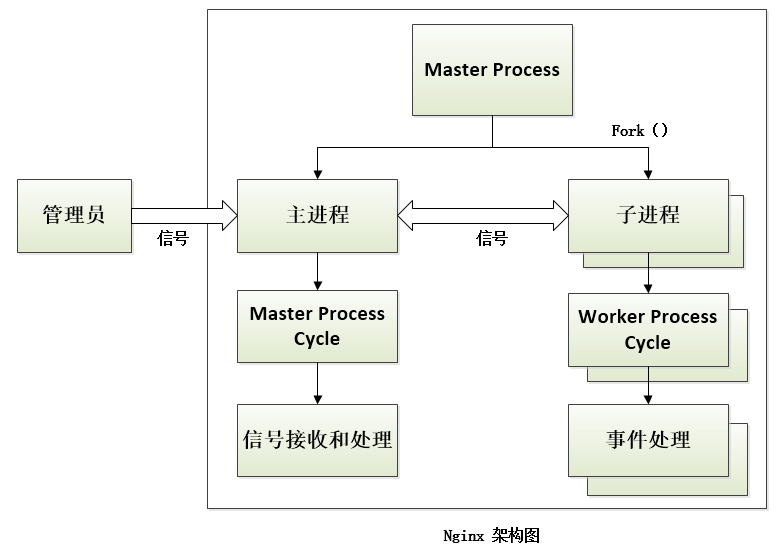 Master Process
Fork（）
管理员
信号
主进程
信号
子进程
Master Process
Cycle
Worker Process
Cycle
信号接收和处理
事件处理
Nginx 架构图